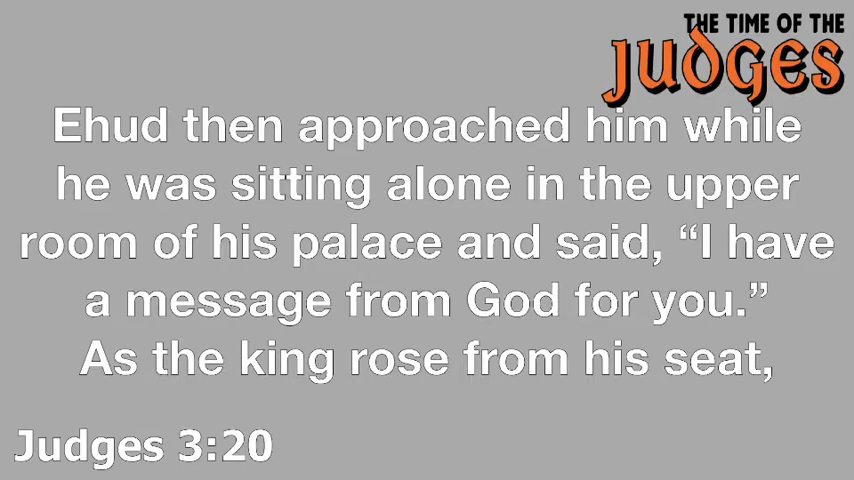 THE TIME OF THE
JUDGES
Ehud then approached him while
he was sitting alone in the upper
room of his palace and said, “I have
a message from God for you.”
As the king rose from his seat,
Judges 3:20